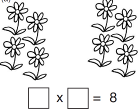 □ x □ = 8